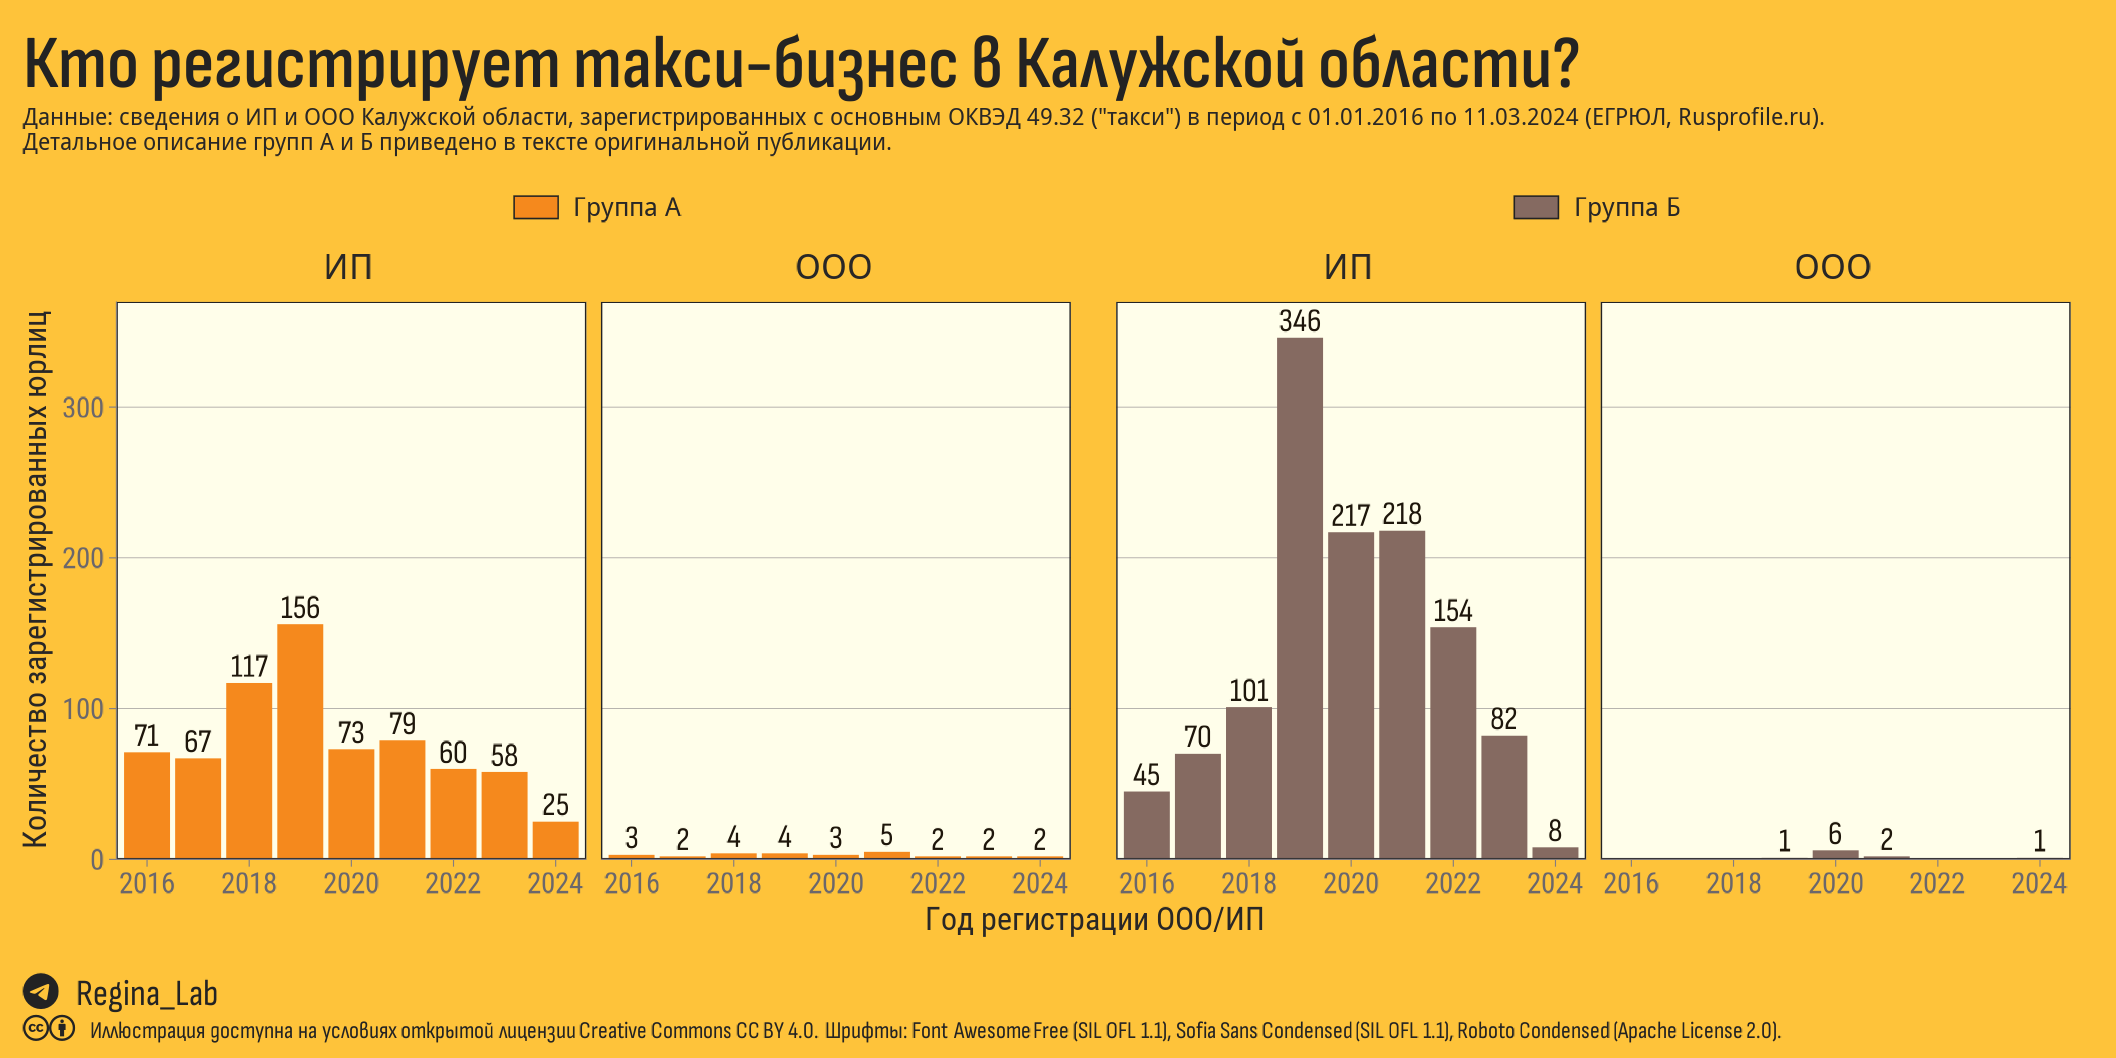 Кто регистрирует такси-бизнес в Калужской области?
Данные: сведения о ИП и ООО Калужской области, зарегистрированных с основным ОКВЭД 49.32 ("такси") в период с 01.01.2016 по 11.03.2024 (ЕГРЮЛ, Rusprofile.ru).
Детальное описание групп А и Б приведено в тексте оригинальной публикации.
Группа А
Группа Б
ИП
ООО
ИП
ООО
Количество зарегистрированных юрлиц
300
200
100
0
71
67
117
156
73
79
60
58
25
3
2
4
4
3
5
2
2
2
45
70
101
346
217
218
154
82
8
1
6
2
1
2016 2018 2020 2022 2024
2016 2018 2020 2022 2024
2016 2018 2020 2022 2024
2016 2018 2020 2022 2024
Год регистрации ООО/ИП
Regina_Lab
cc Иллюстрация доступна на условиях открытой лицензии Creative Commons CC BY 4.0. Шрифты: Font Awesome Free (SIL OFL 1.1), Sofia Sans Condensed (SIL OFL 1.1), Roboto Condensed (Apache License 2.0).